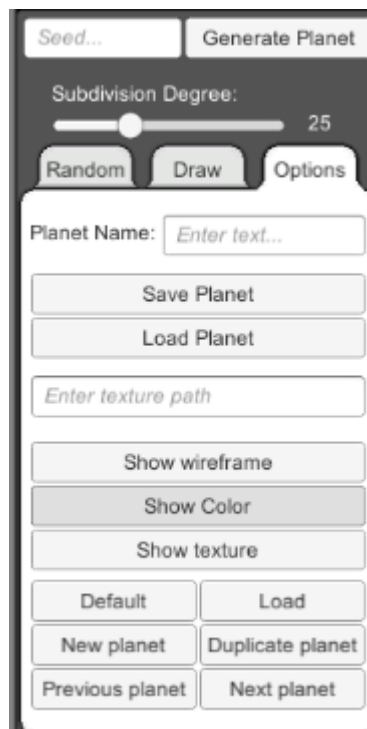 Seed... Generate Planet
Subdivision Degree:
25
Random Draw Options
Planet Name: Enter text...
Save Planet
Load Planet
Enter texture path
Show wireframe
Show Color
Show texture
Default Load
New planet Duplicate planet
Previous planet Next planet